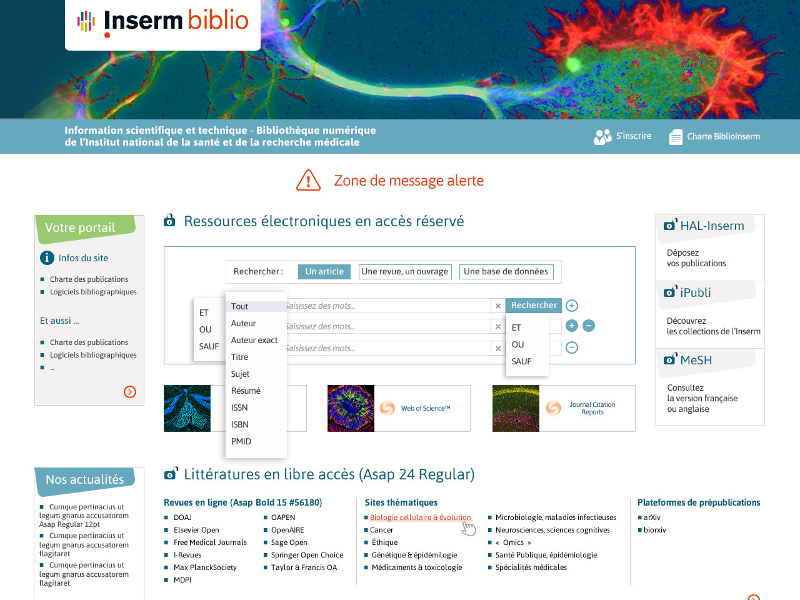 Inserm biblio
Information scientifique et technique - Bibliothèque numérique
de l'Institut national de la santé et de la recherche médicale
S'inscrire
Charte BiblioInserm
Zone de message alerte
Votre portail
Infos du site
Charte des publications
Logiciels bibliographiques
Et aussi ...
Charte des publications
Logiciels bibliographiques
...
Ressources électroniques en accès réservé
Rechercher :
Un article
Une revue, un ouvrage
Une base de données
ET
OU
SAUF
Tout
Auteur
Auteur exact
Titre
Sujet
Résumé
ISSN
ISBN
PMID
Saisissez des mots..
Saisissez des mots..
Saisissez des mots..
Rechercher
ET
OU
SAUF
Web of Science™
Journal Citation
Reports
HAL-Inserm
Déposez
vos publications
iPubli
Découvrez
les collections de l'Inserm
MeSH
Consultez
la version française
ou anglaise
Nos actualités
Cumque pertinacius ut
legum gnarus accusatorem
Asap Regular 12pt
Cumque pertinacius ut
legum gnarus accusatorem
flagitaret
Cumque pertinacius ut
legum gnarus accusatorem
flagitaret
Littératures en libre accès (Asap 24 Regular)
Revues en ligne (Asap Bold 15 #56180)
DOAJ
Elsevier Open
Free Medical Journals
I-Revues
Max PlanckSociety
MDPI
OAPEN
OpenAIRE
Sage Open
Springer Open Choice
Taylor & Francis OA
Sites thématiques
Biologie cellulaire & évolution
Cancer
Éthique
Génétique & épidémilogie
Médicaments & toxicologie
Microbiologie, maladies infectieuses
Neurosciences, sciences cognitives
« Omics »
Santé Publique, épidémiologie
Spécialités médicales
Plateformes de prépublications
arXiv
biorxiv